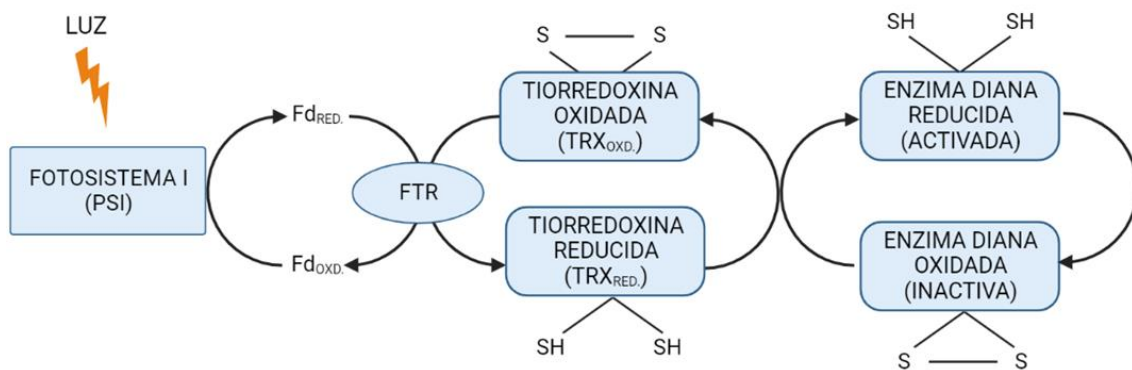 LUZ
FOTOSISTEMA I
(PSI)
Fd RED.
Fd OXD.
FTR
S S
TIORREDOXINA
OXIDADA
(TRX OXD.)
TIORREDOXINA
REDUCIDA
(TRX RED.)
SH SH
SH SH
ENZIMA DIANA
REDUCIDA
(ACTIVADA)
ENZIMA DIANA
OXIDADA
(INACTIVA)
S S